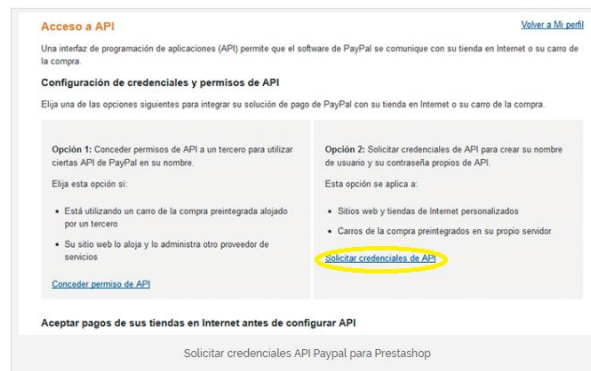 Acceso a API
Volver a Mi perfil
Una interfaz de programación de aplicaciones (API) permite que el software de PayPal se comunique con su tienda en Internet o su carro de
la compra.
Configuración de credenciales y permisos de API
Elija una de las opciones siguientes para integrar su solución de pago de PayPal con su tienda en Internet o su carro de la compra.
Opción 1: Conceder permisos de API a un tercero para utilizar
ciertas API de PayPal en su nombre.
Elija esta opción si:
• Está utilizando un carro de la compra preintegrada alojado
por un tercero
• Su sitio web lo aloja y lo administra otro proveedor de
servicios
Conceder permiso de API
Opción 2: Solicitar credenciales de API para crear su nombre
de usuario y su contraseña propios de API.
Esta opción se aplica a:
• Sitios web y tiendas de Internet personalizados
• Carros de la compra preintegrados en su propio servidor
Solicitar credenciales de API
Aceptar pagos de sus tiendas en Internet antes de configurar API
Solicitar credenciales API Paypal para Prestashop